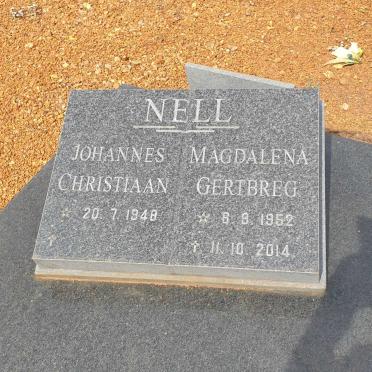 NELL
JOHANNES
CHRISTIAAN
☆ 20.7.1948
†
MAGDALENA
GERTBREG
☆ 8.9.1952
† 11.10.2014